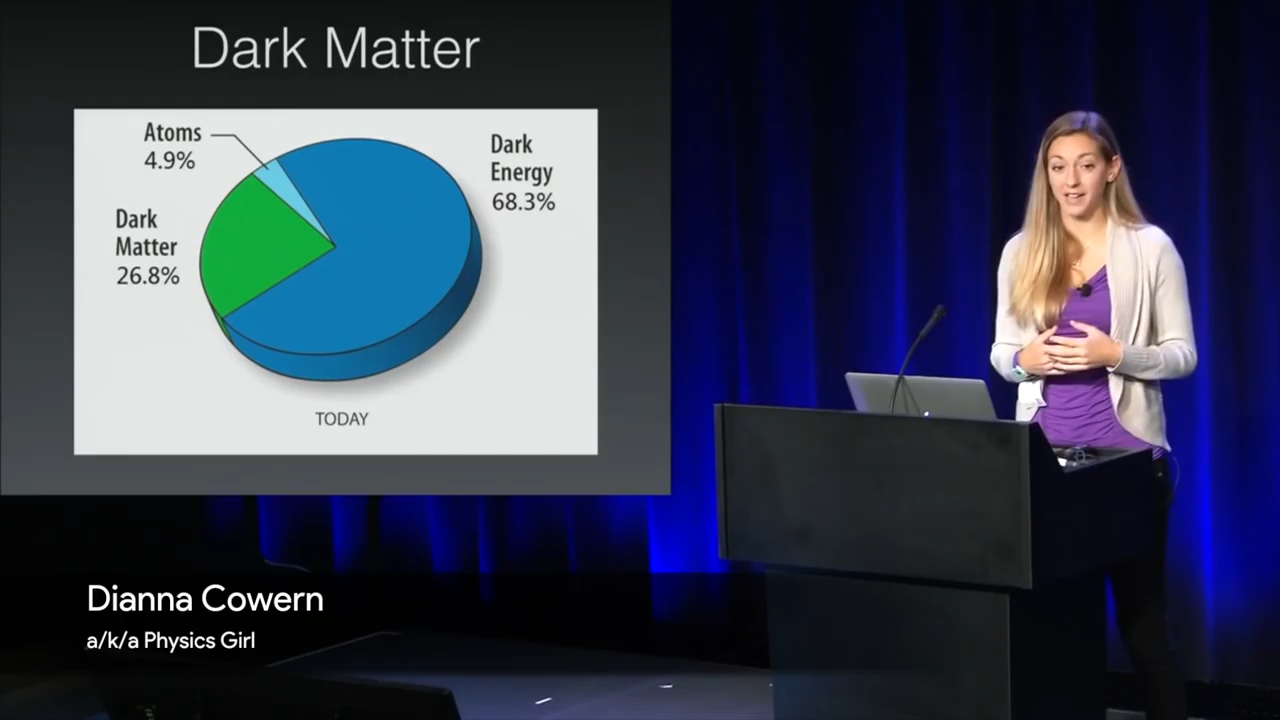 Dark Matter
Atoms
4.9%
Dark
Energy
68.3%
Dark
Matter
26.8%
TODAY
Dianna Cowern
a/k/a Physics Girl